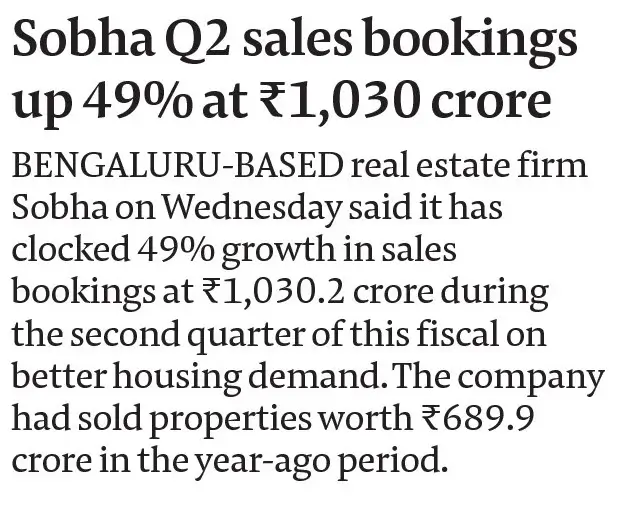 Sobha Q2 sales bookings
up 49% at ₹1,030 crore
BENGALURU-BASED real estate firm
Sobha on Wednesday said it has
clocked 49% growth in sales
bookings at ₹1,030.2 crore during
the second quarter of this fiscal on
better housing demand. The company
had sold properties worth ₹689.9
crore in the year-ago period.